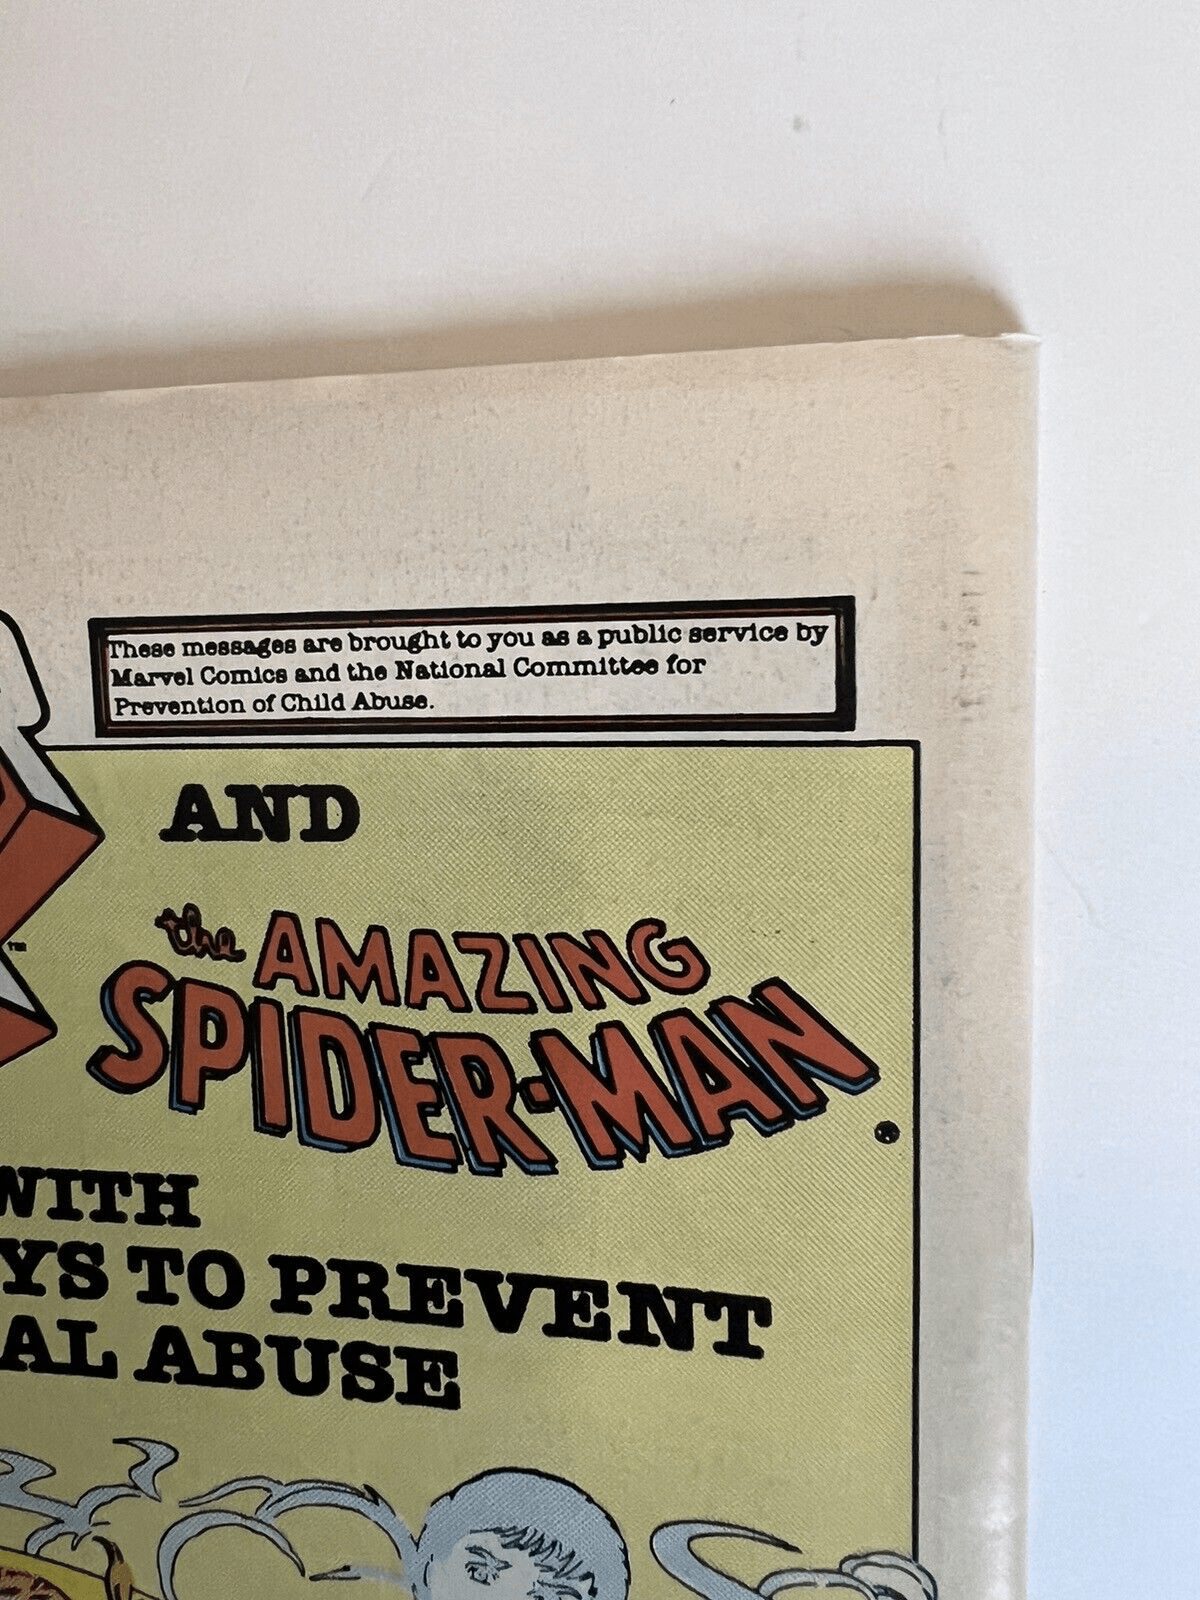 These messages are brought to you as a public service by
Marvel Comics and the National Committee for
Prevention of Child Abuse.
AND
the AMAZING
SPIDER-MAN
WITH
YS TO PREVENT
AL ABUSE
TM